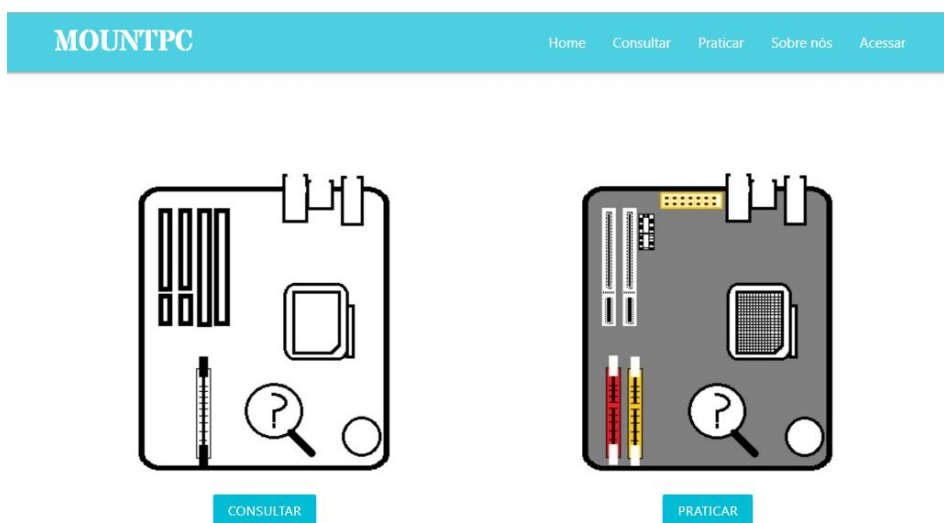 MOUNTPC
Home Consultar Praticar Sobre nós Acessar
? ?
CONSULTAR PRATICAR